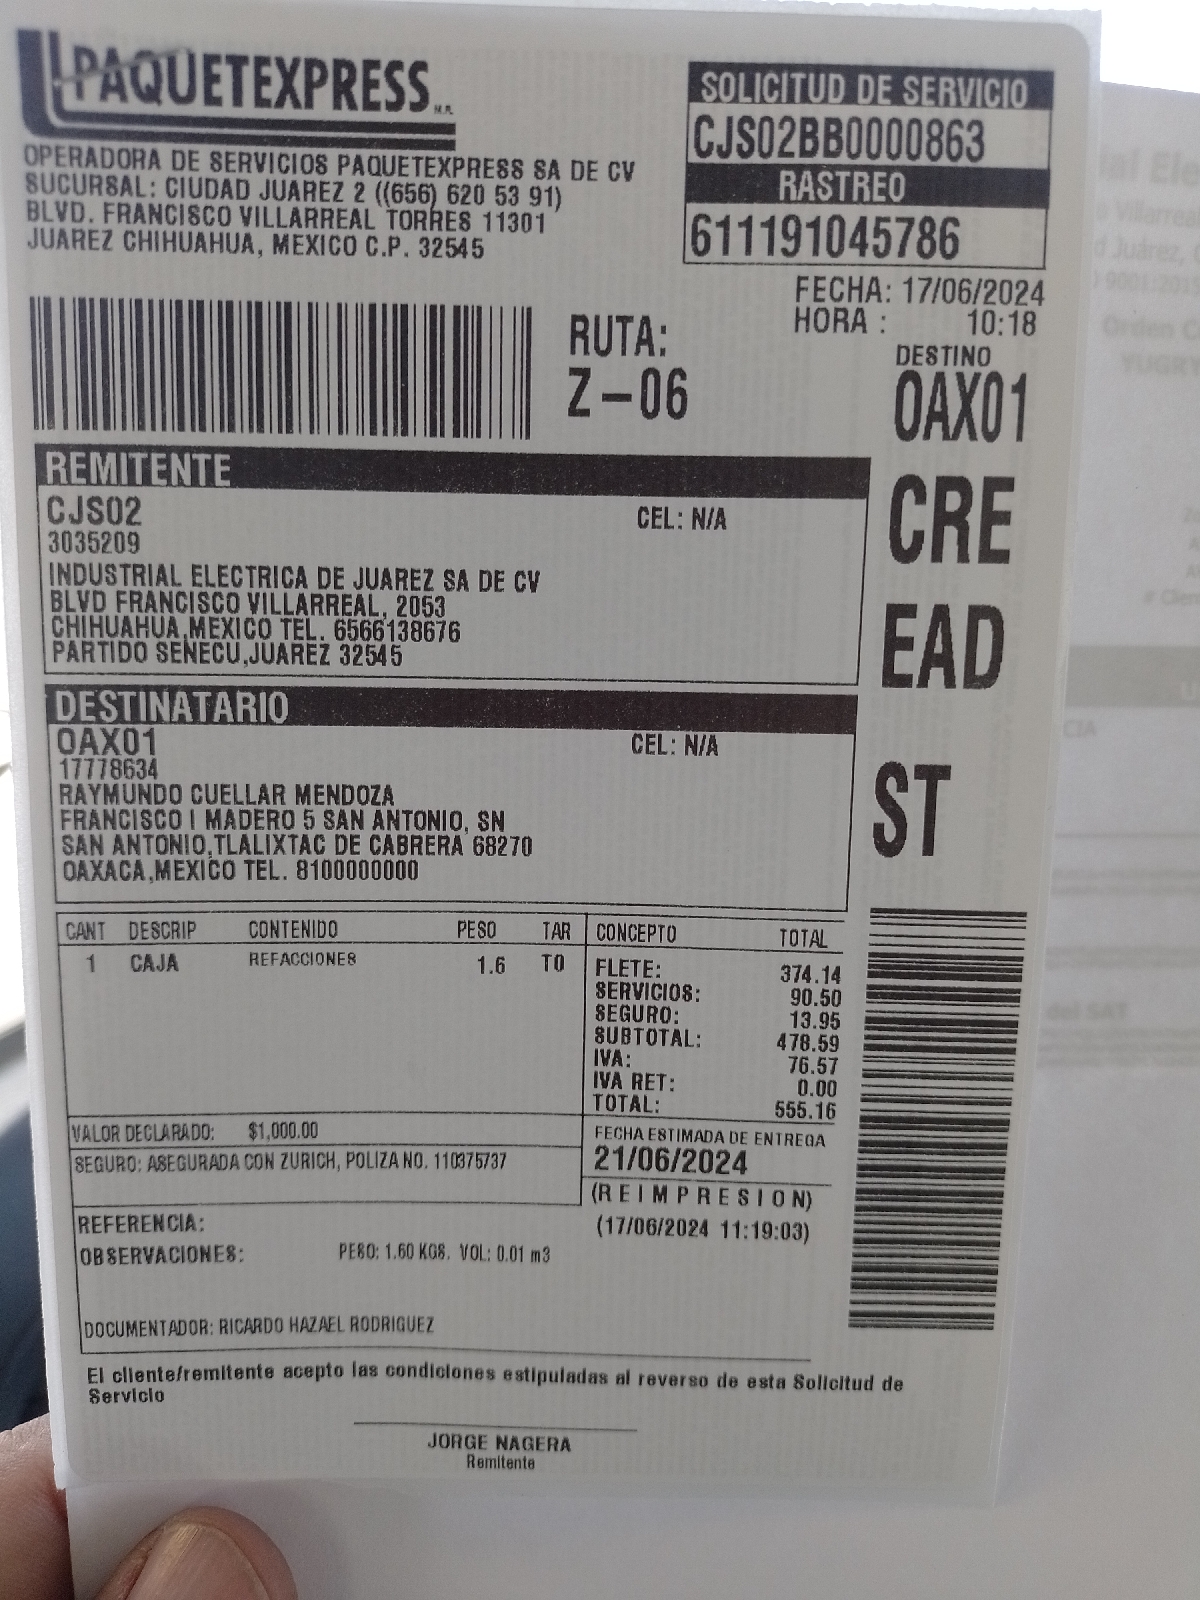 PAQUETEXPRESS M.R.
OPERADORA DE SERVICIOS PAQUETEXPRESS SA DE CV
SUCURSAL: CIUDAD JUAREZ 2 ((656) 620 53 91)
BLVD. FRANCISCO VILLARREAL TORRES 11301
JUAREZ CHIHUAHUA, MEXICO C.P. 32545
SOLICITUD DE SERVICIO
CJS02BB0000863
RASTREO
611191045786
FECHA: 17/06/2024
HORA : 10:18
RUTA:
Z-06
DESTINO
OAX01
CRE
EAD
ST
REMITENTE
CJS02 CEL: N/A
3035209
INDUSTRIAL ELECTRICA DE JUAREZ SA DE CV
BLVD FRANCISCO VILLARREAL, 2053
CHIHUAHUA,MEXICO TEL. 6566138676
PARTIDO SENECU,JUAREZ 32545
DESTINATARIO
OAX01 CEL: N/A
17778634
RAYMUNDO CUELLAR MENDOZA
FRANCISCO I MADERO 5 SAN ANTONIO, SN
SAN ANTONIO,TLALIXTAC DE CABRERA 68270
OAXACA,MEXICO TEL. 8100000000
CANT DESCRIP CONTENIDO PESO TAR
1 CAJA REFACCIONES 1.6 T0
CONCEPTO TOTAL
FLETE: 374.14
SERVICIOS: 90.50
SEGURO: 13.95
SUBTOTAL: 478.59
IVA: 76.57
IVA RET: 0.00
TOTAL: 555.16
VALOR DECLARADO: $1,000.00
SEGURO: ASEGURADA CON ZURICH, POLIZA NO. 110375737
FECHA ESTIMADA DE ENTREGA
21/06/2024
(REIMPRESION)
(17/06/2024 11:19:03)
REFERENCIA:
OBSERVACIONES: PESO: 1.60 KGS. VOL: 0.01 m3
DOCUMENTADOR: RICARDO HAZAEL RODRIGUEZ
El cliente/remitente acepto las condiciones estipuladas al reverso de esta Solicitud de
Servicio
JORGE NAGERA
Remitente
Orden
del SAT